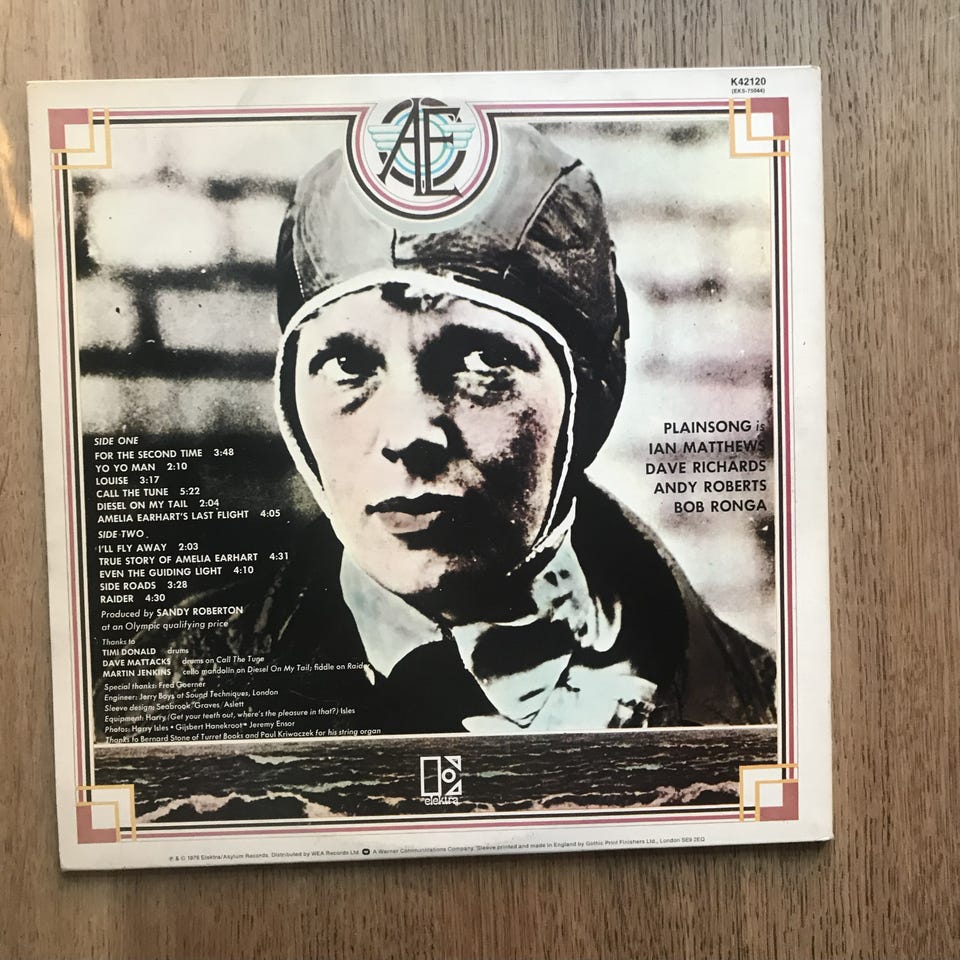 K42120
(EKS-75044)
AE
SIDE ONE
FOR THE SECOND TIME 3:48
YO YO MAN 2:10
LOUISE 3:17
CALL THE TUNE 5:22
DIESEL ON MY TAIL 2:04
AMELIA EARHART'S LAST FLIGHT 4:05
SIDE TWO
I'LL FLY AWAY 2:03
TRUE STORY OF AMELIA EARHART 4:31
EVEN THE GUIDING LIGHT 4:10
SIDE ROADS 3:28
RAIDER 4:30
Produced by SANDY ROBERTON
at an Olympic qualifying price
Thanks to
TIMI DONALD drums
DAVE MATTACKS drums on Call The Tune
MARTIN JENKINS cello mandolin on Diesel On My Tail; fiddle on Raider
Special thanks: Fred Goerner
Engineer: Jerry Boys at Sound Techniques, London
Sleeve design: Seabrook/Graves/Aslett
Equipment: Harry (Get your teeth out, where's the pleasure in that?) Isles
Photos: Harry Isles • Gijsbert Hanekroot • Jeremy Ensor
Thanks to Bernard Stone of Turret Books and Paul Kriwaczek for his string organ
PLAINSONG is
IAN MATTHEWS
DAVE RICHARDS
ANDY ROBERTS
BOB RONGA
elektra
℗ & © 1976 Elektra/Asylum Records. Distributed by WEA Records Ltd. A Warner Communications Company. Sleeve printed and made in England by Gothic Print Finishers Ltd., London SE9 2EQ